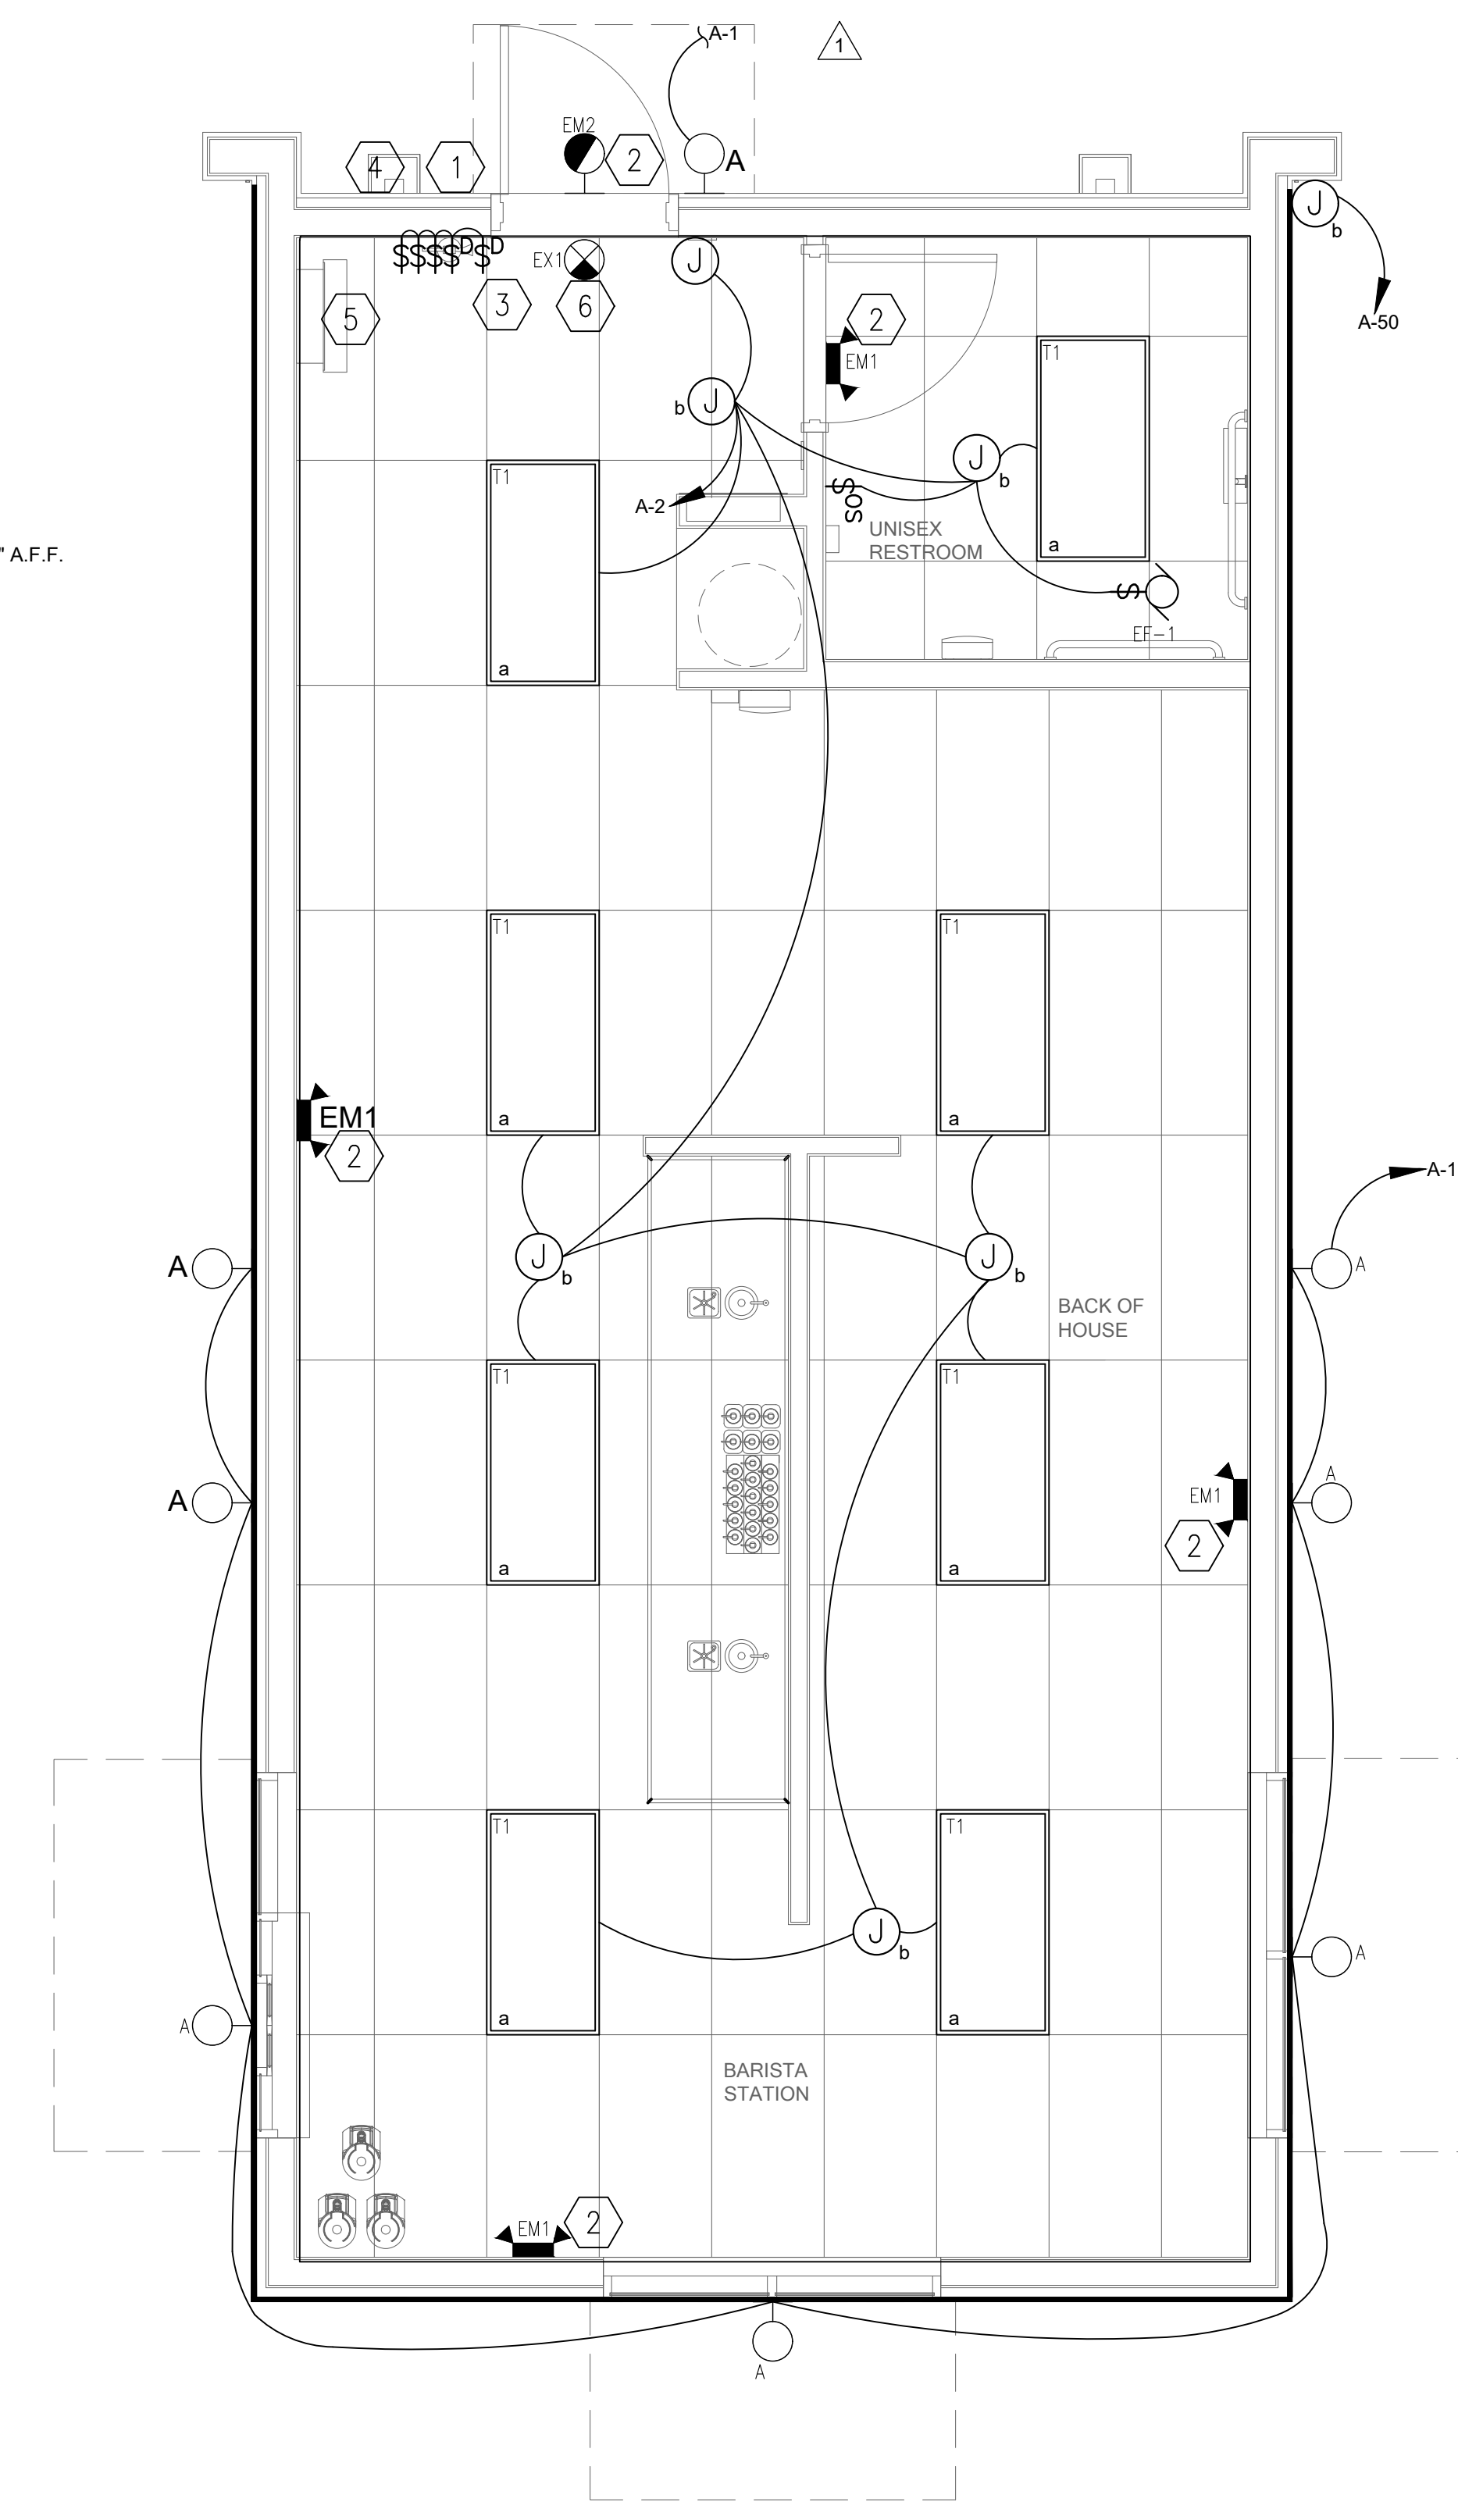 A-1
1
EM2
4
1
2
A
J
b
$$$$D$D
EX1
J
5
3
6
2
EM1
A-50
T1
b
J
J
b
T1
A-2
$
OS
UNISEX
RESTROOM
a
" A.F.F.
$
EF-1
a
T1
T1
EM1
a
a
2
A-1
J
b
J
b
A
A
BACK OF
HOUSE
T1
T1
A
A
EM1
2
a
a
T1
T1
J
b
A
a
a
A
BARISTA
STATION
EM1
2
A